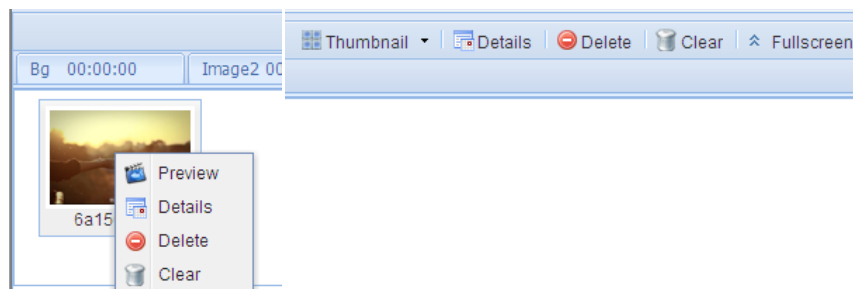 Thumbnail Details Delete Clear Fullscreen
Bg 00:00:00 Image2 00
6a15
Preview
Details
Delete
Clear